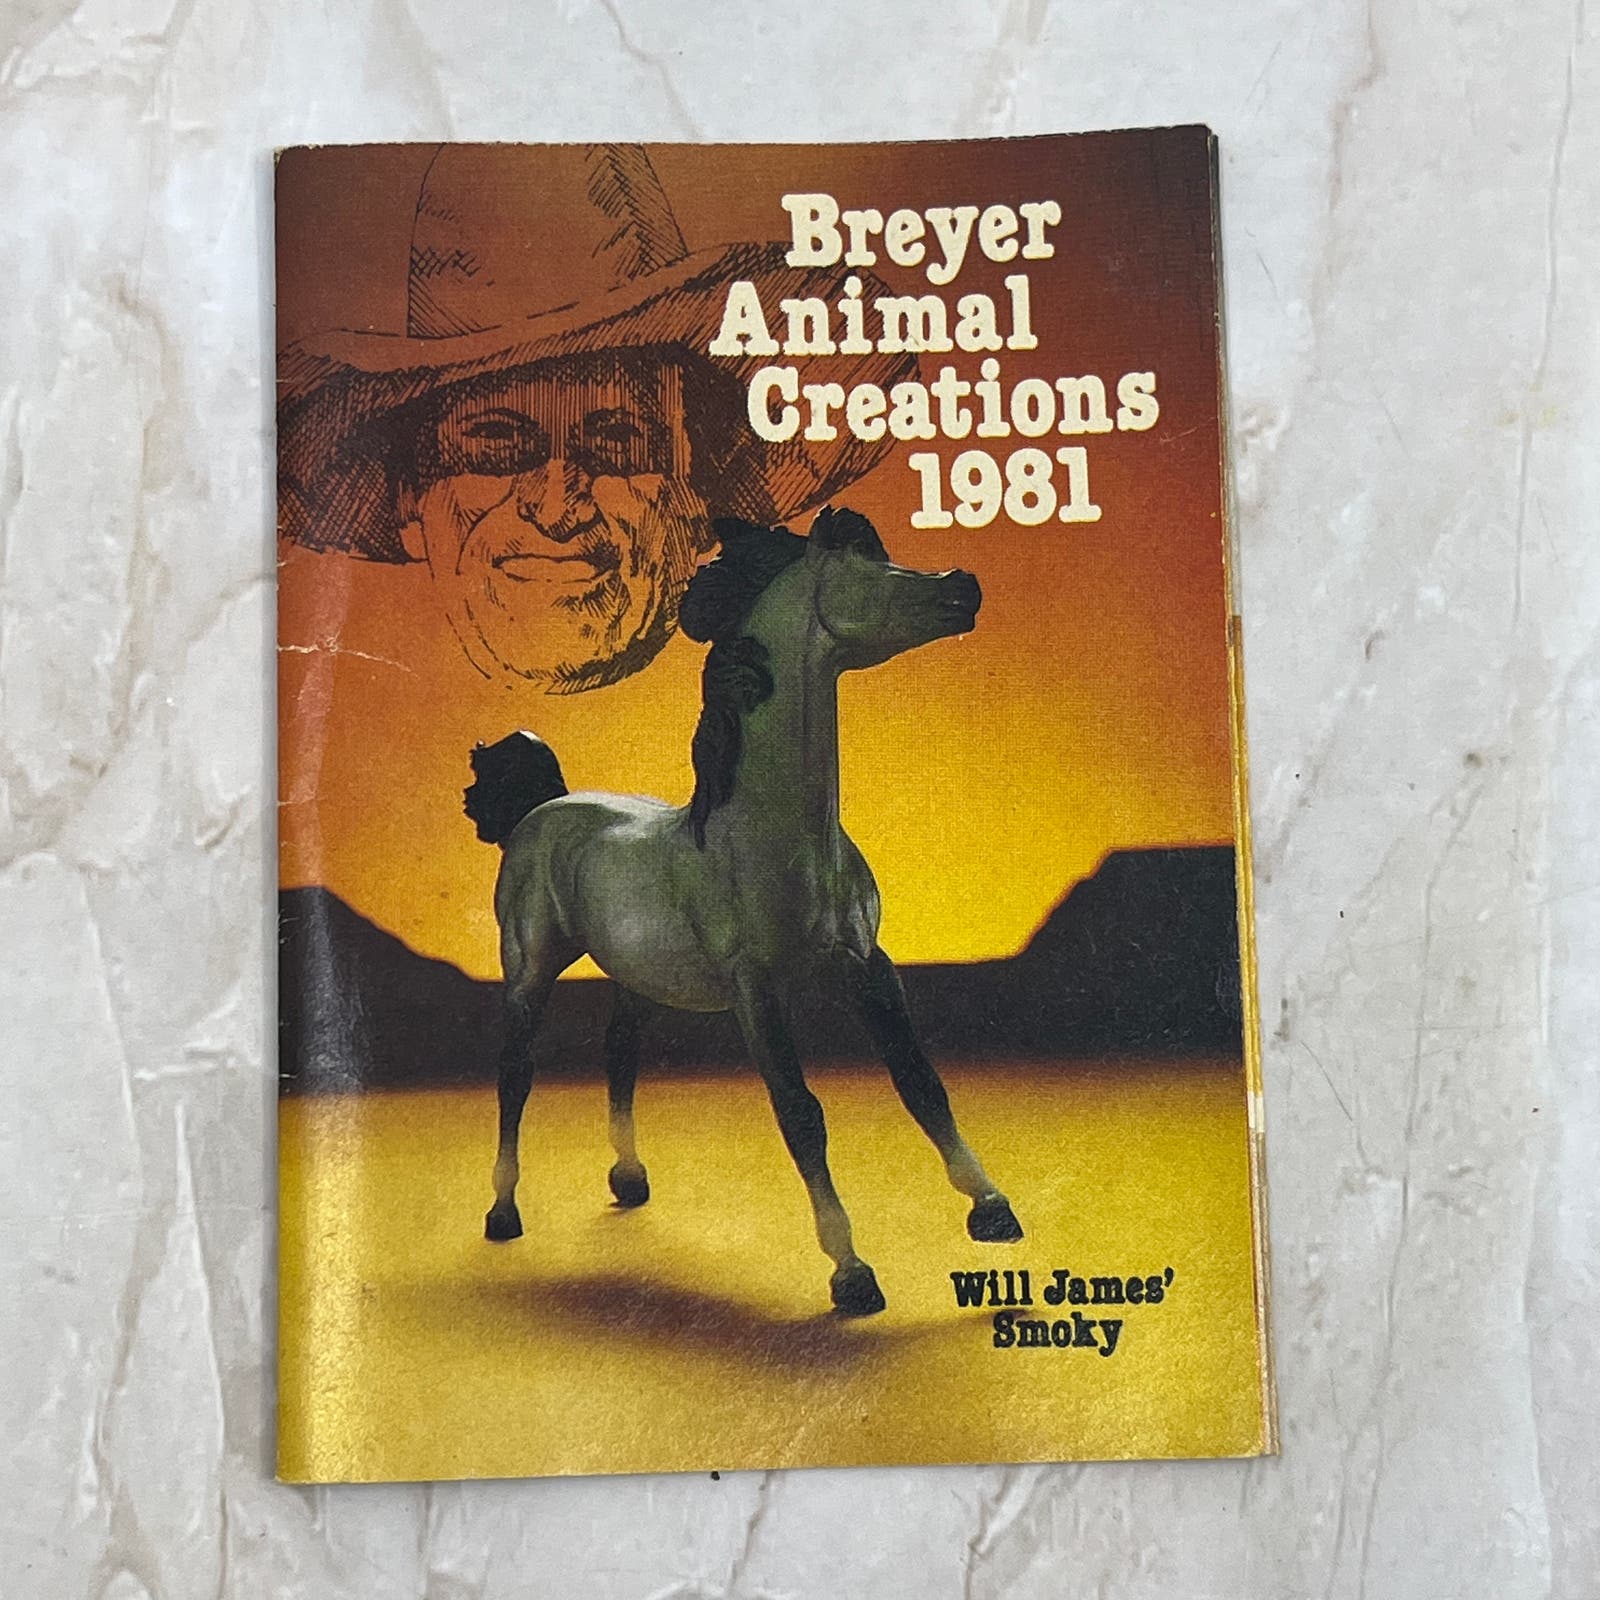 Breyer
Animal
Creations
1981
Will James'
Smoky